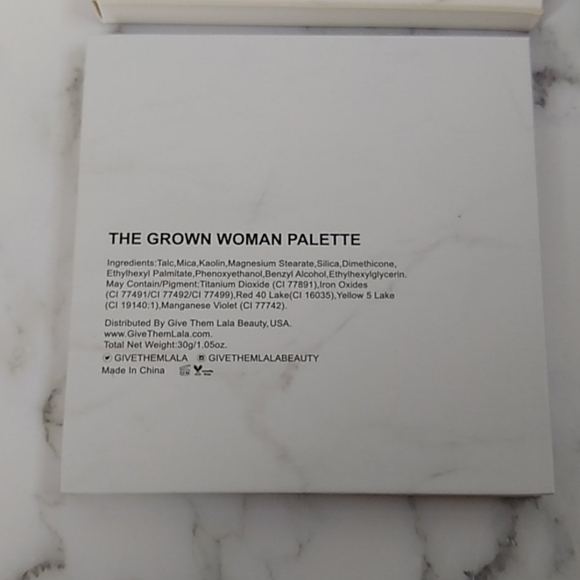 THE GROWN WOMAN PALETTE
Ingredients:Talc,Mica,Kaolin,Magnesium Stearate,Silica,Dimethicone,
Ethylhexyl Palmitate,Phenoxyethanol,Benzyl Alcohol,Ethylhexylglycerin.
May Contain/Pigment:Titanium Dioxide (CI 77891),Iron Oxides
(CI 77491/CI 77492/CI 77499),Red 40 Lake(CI 16035),Yellow 5 Lake
(CI 19140:1),Manganese Violet (CI 77742).
Distributed By Give Them Lala Beauty,USA.
www.GiveThemLala.com.
Total Net Weight:30g/1.05oz.
GIVETHEMLALA GIVETHEMLALABEAUTY
Made In China